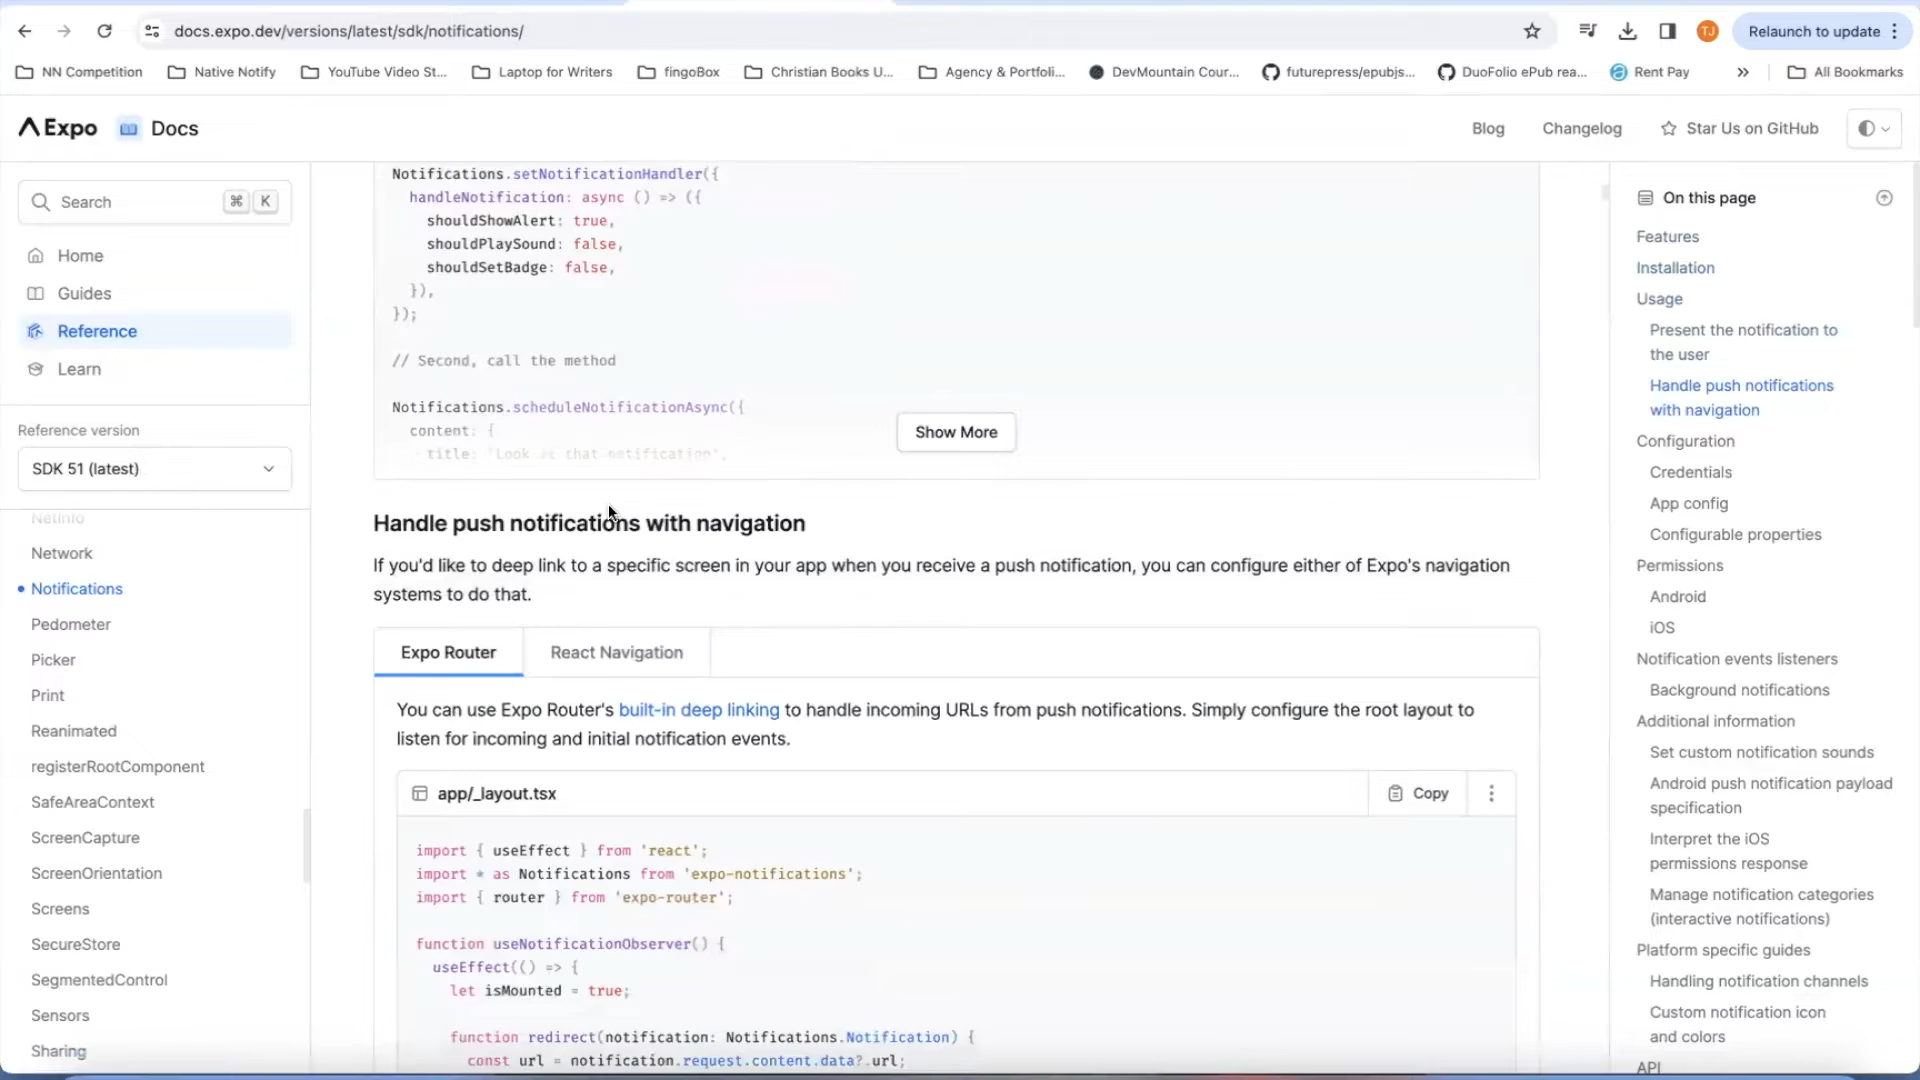 docs.expo.dev/versions/latest/sdk/notifications/
TJ
Relaunch to update
NN Competition
Native Notify
YouTube Video St...
Laptop for Writers
fingoBox
Christian Books U...
Agency & Portfoli...
DevMountain Cour...
futurepress/epubjs...
DuoFolio ePub rea...
Rent Pay
»
All Bookmarks
Expo
Docs
Blog
Changelog
Star Us on GitHub
Search
⌘ K
Home
Guides
Reference
Learn
Reference version
SDK 51 (latest)
NetInfo
Network
Notifications
Pedometer
Picker
Print
Reanimated
registerRootComponent
SafeAreaContext
ScreenCapture
ScreenOrientation
Screens
SecureStore
SegmentedControl
Sensors
Sharing
Notifications.setNotificationHandler({
handleNotification: async () => ({
shouldShowAlert: true,
shouldPlaySound: false,
shouldSetBadge: false,
}),
});
// Second, call the method
Notifications.scheduleNotificationAsync({
content: {
title: 'Look at that notification',
Show More
Handle push notifications with navigation
If you'd like to deep link to a specific screen in your app when you receive a push notification, you can configure either of Expo's navigation
systems to do that.
Expo Router
React Navigation
You can use Expo Router's built-in deep linking to handle incoming URLs from push notifications. Simply configure the root layout to
listen for incoming and initial notification events.
app/_layout.tsx
Copy
import { useEffect } from 'react';
import * as Notifications from 'expo-notifications';
import { router } from 'expo-router';
function useNotificationObserver() {
useEffect(() => {
let isMounted = true;
function redirect(notification: Notifications.Notification) {
const url = notification.request.content.data?.url;
On this page
Features
Installation
Usage
Present the notification to
the user
Handle push notifications
with navigation
Configuration
Credentials
App config
Configurable properties
Permissions
Android
iOS
Notification events listeners
Background notifications
Additional information
Set custom notification sounds
Android push notification payload
specification
Interpret the iOS
permissions response
Manage notification categories
(interactive notifications)
Platform specific guides
Handling notification channels
Custom notification icon
and colors
API